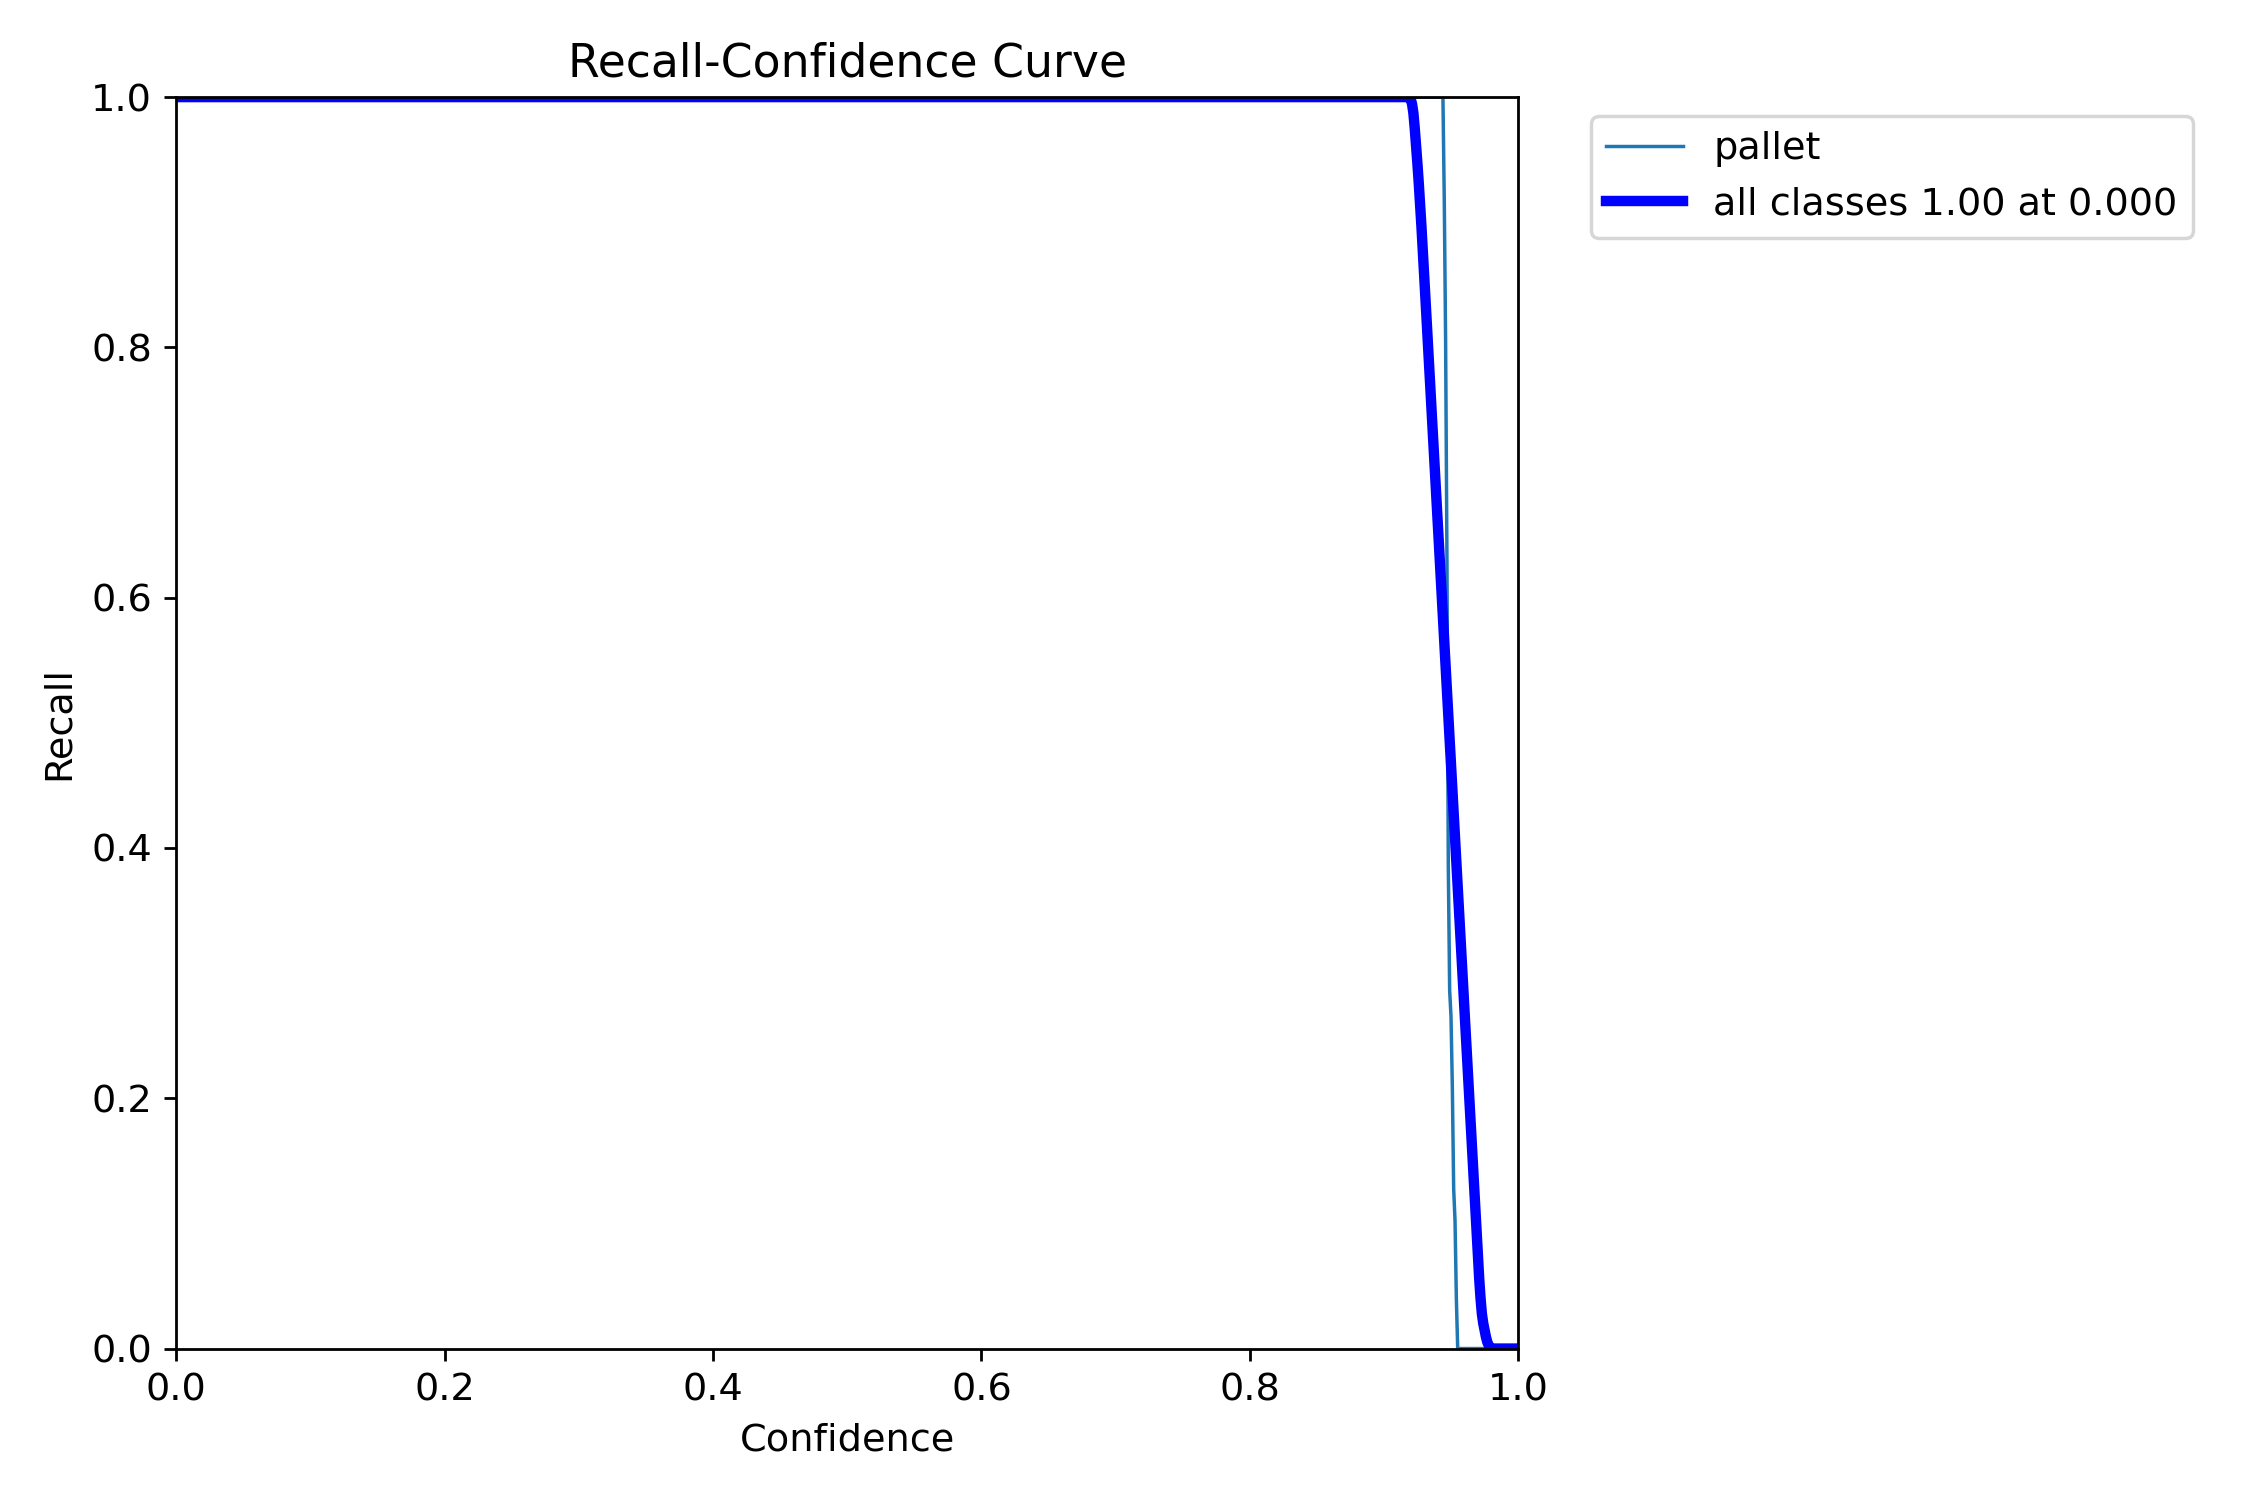 Recall-Confidence Curve
1.0
0.8
0.6
0.4
0.2
0.0
Recall
0.0 0.2 0.4 0.6 0.8 1.0
Confidence
pallet
all classes 1.00 at 0.000